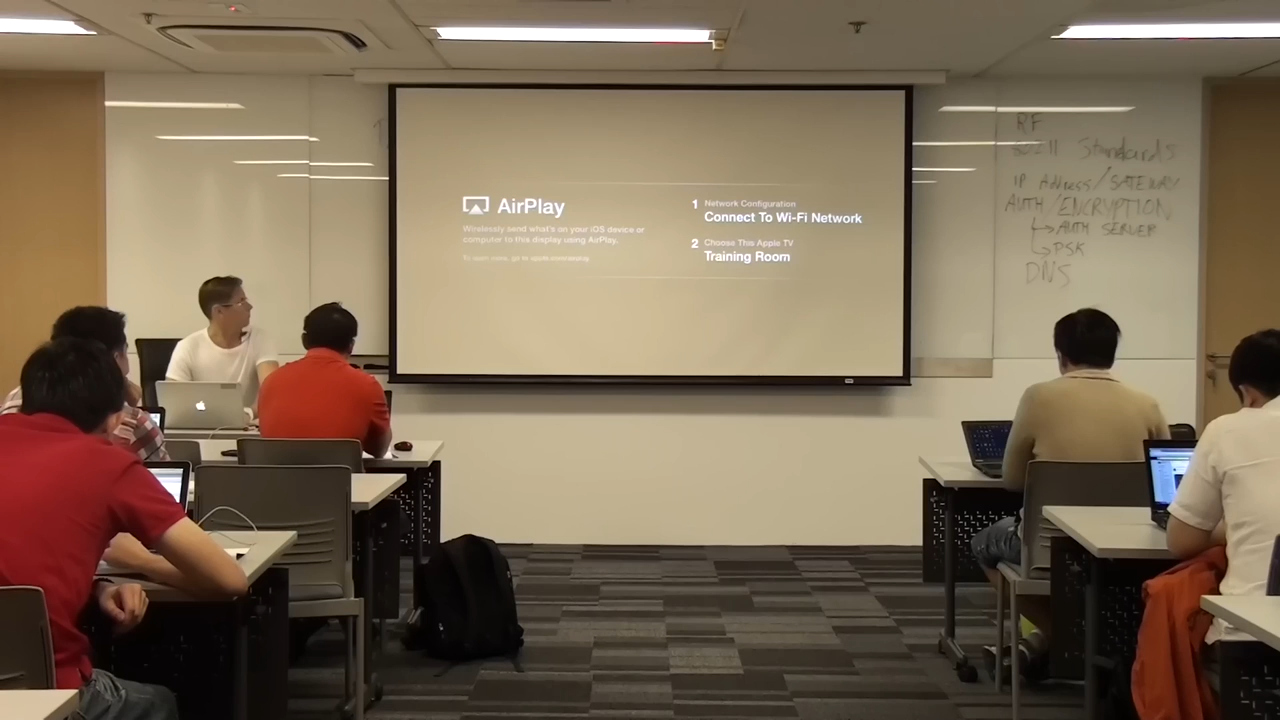 AirPlay
Wirelessly send what's on your iOS device or
computer to this display using AirPlay.
1 Network Configuration
Connect To Wi-Fi Network
2 Choose This Apple TV
Training Room
RF
802.11 Standards
IP Address/GATEWAY
AUTH/ENCRYPTION
AUTH SERVER
PSK
DNS